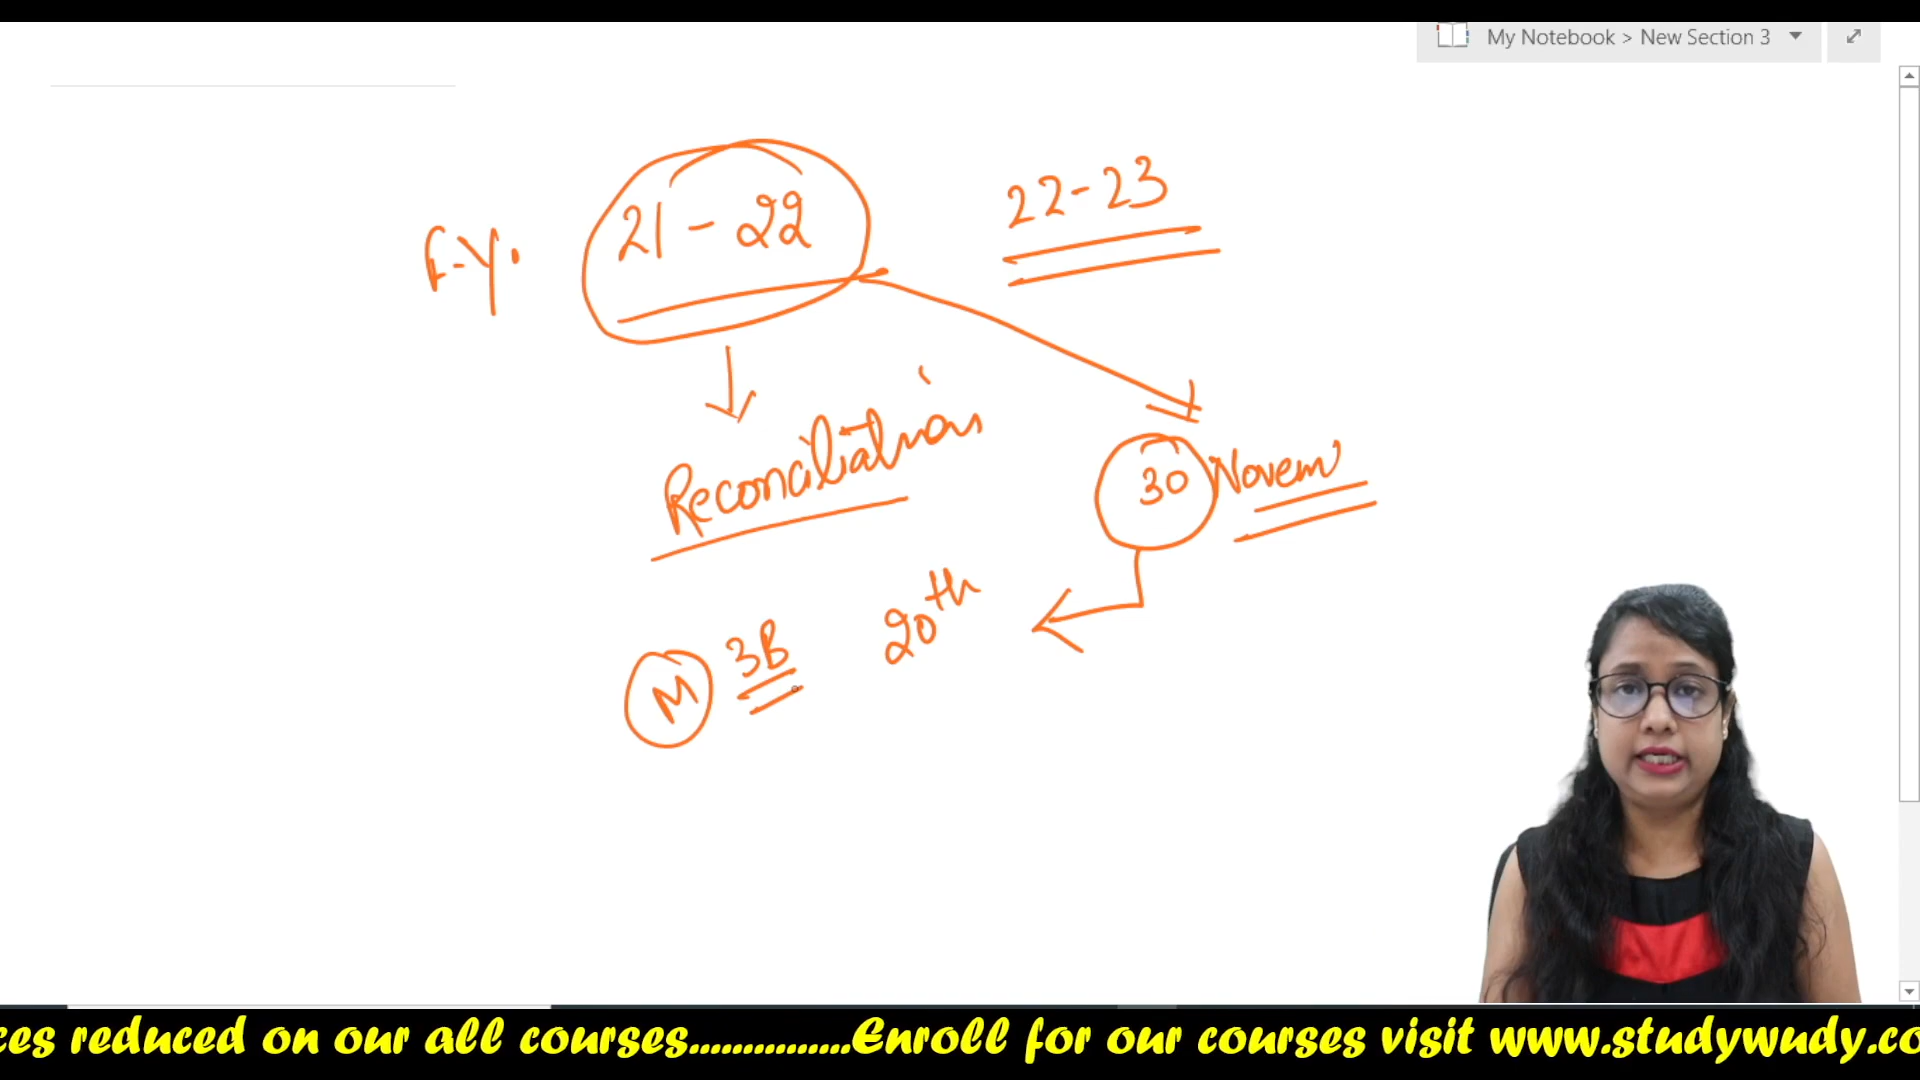 My Notebook > New Section 3
F.Y. 21-22 22-23
Reconciliation
30 Novem
M 3B 20th
ces reduced on our all courses...............Enroll for our courses visit www.studywudy.co